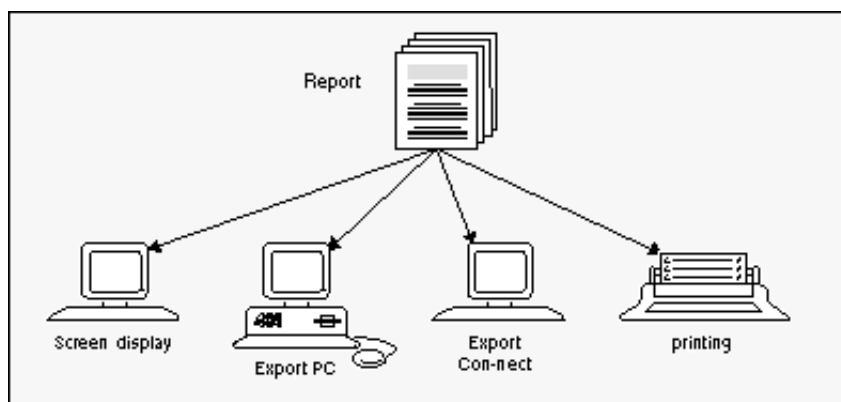 Report
Screen display
Export PC
Export
Con-nect
printing